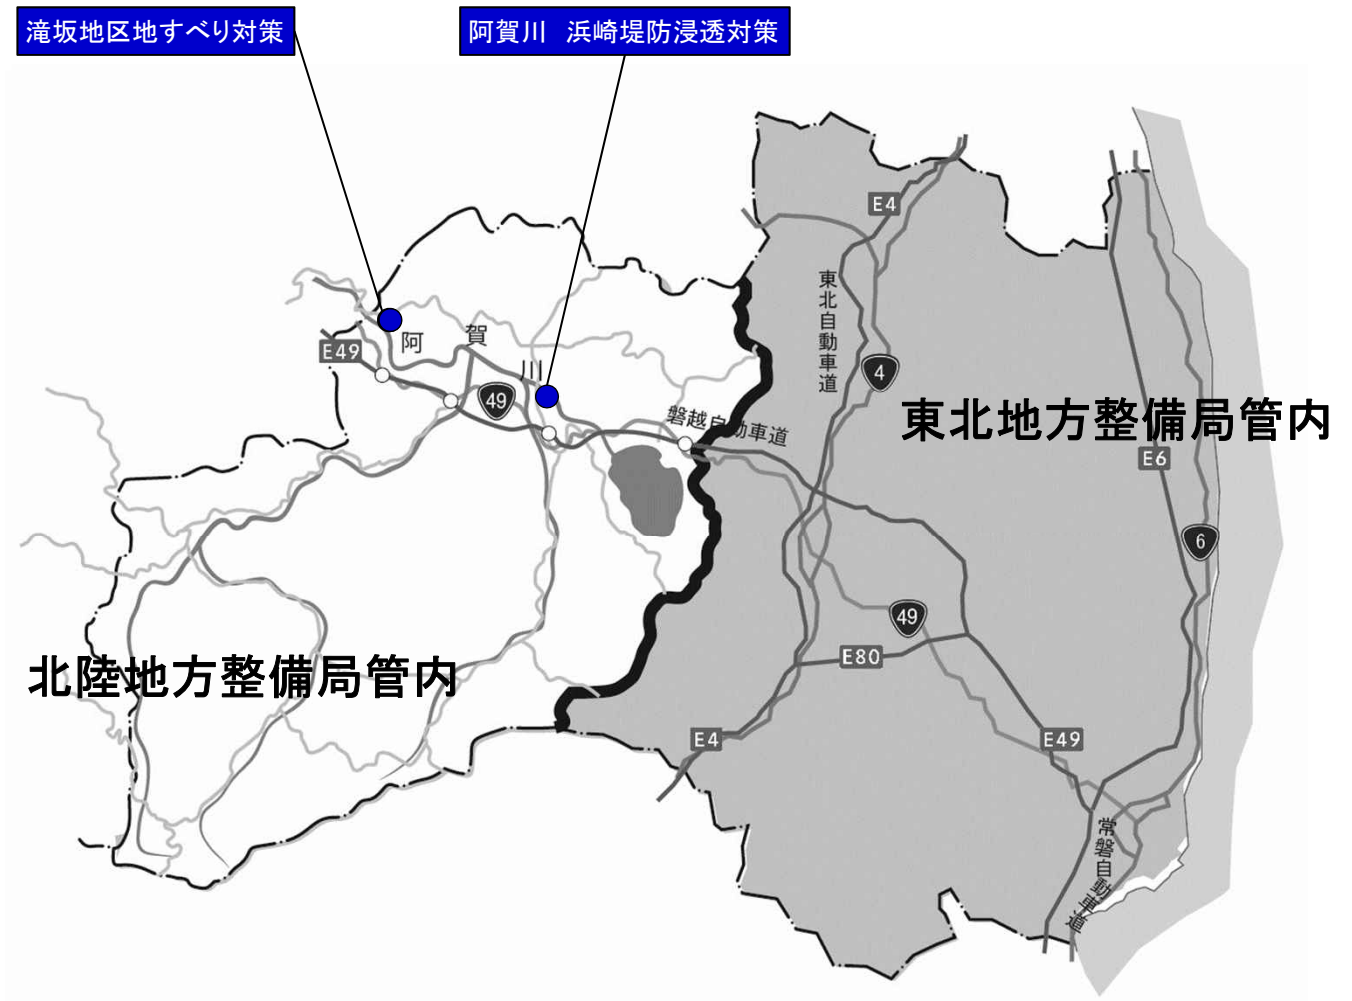 滝坂地区地すべり対策
阿賀川　浜崎堤防浸透対策
E4
東北自動車道
阿賀川
E49
49
4
磐越自動車道
東北地方整備局管内
E6
6
49
E80
北陸地方整備局管内
E4
E49
常磐自動車道